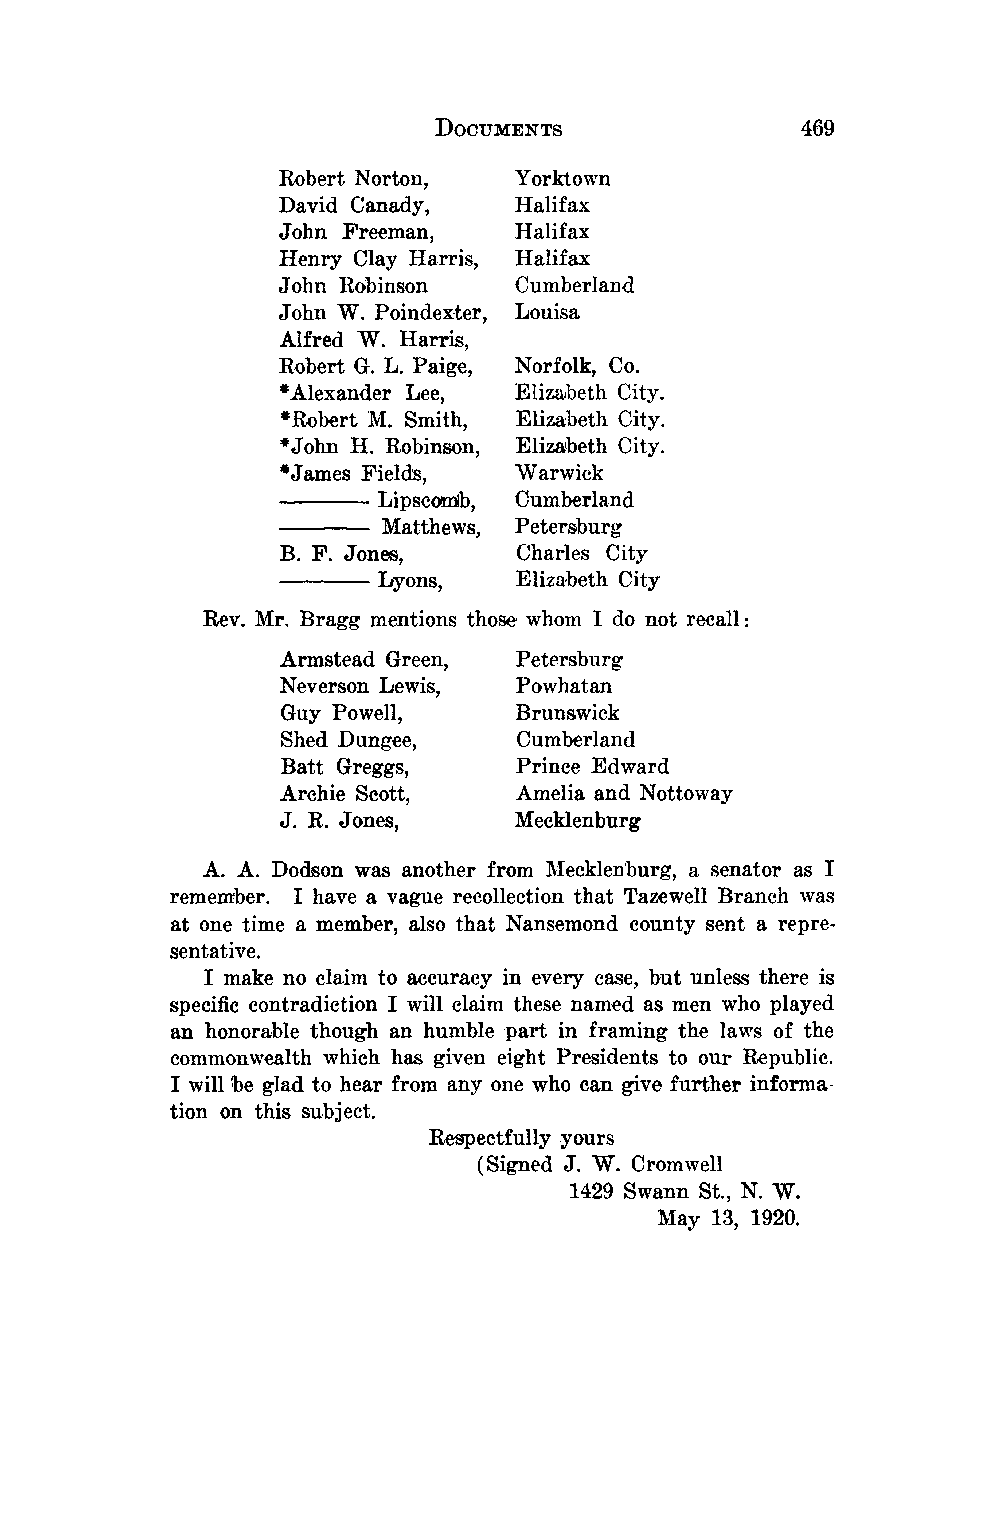 DOCUMENTS 469
Robert Norton, Yorktown
David Canady, Halifax
John Freeman, Halifax
Henry Clay Harris, Halifax
John Robinson Cumberland
John W. Poindexter, Louisa
Alfred W. Harris,
Robert G. L. Paige, Norfolk, Co.
*Alexander Lee, Elizabeth City.
*Robert M. Smith, Elizabeth City.
*John H. Robinson, Elizabeth City.
*James Fields, Warwick
——— Lipscomb, Cumberland
——— Matthews, Petersburg
B. F. Jones, Charles City
——— Lyons, Elizabeth City
Rev. Mr. Bragg mentions those whom I do not recall:
Armstead Green, Petersburg
Neverson Lewis, Powhatan
Guy Powell, Brunswick
Shed Dungee, Cumberland
Batt Greggs, Prince Edward
Archie Scott, Amelia and Nottoway
J. R. Jones, Mecklenburg
A. A. Dodson was another from Mecklenburg, a senator as I
remember. I have a vague recollection that Tazewell Branch was
at one time a member, also that Nansemond county sent a repre-
sentative.
I make no claim to accuracy in every case, but unless there is
specific contradiction I will claim these named as men who played
an honorable though an humble part in framing the laws of the
commonwealth which has given eight Presidents to our Republic.
I will be glad to hear from any one who can give further informa-
tion on this subject.
Respectfully yours
(Signed J. W. Cromwell
1429 Swann St., N. W.
May 13, 1920.